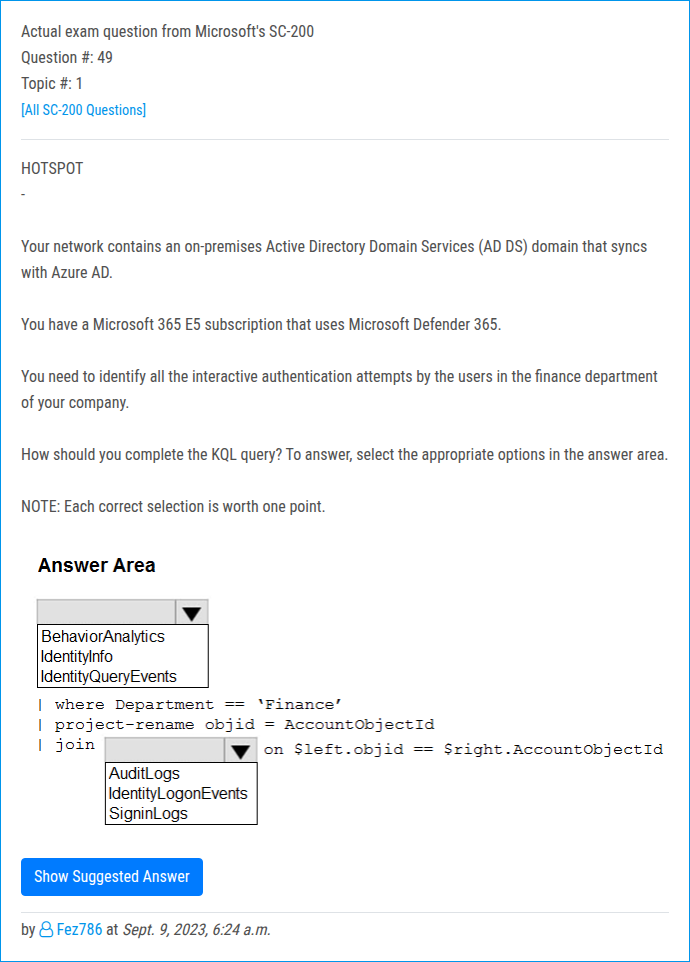 Actual exam question from Microsoft's SC-200
Question #: 49
Topic #: 1
[All SC-200 Questions]
HOTSPOT
-
Your network contains an on-premises Active Directory Domain Services (AD DS) domain that syncs
with Azure AD.
You have a Microsoft 365 E5 subscription that uses Microsoft Defender 365.
You need to identify all the interactive authentication attempts by the users in the finance department
of your company.
How should you complete the KQL query? To answer, select the appropriate options in the answer area.
NOTE: Each correct selection is worth one point.
Answer Area
BehaviorAnalytics
IdentityInfo
IdentityQueryEvents
| where Department == ‘Finance’
| project-rename objid = AccountObjectId
| join on $left.objid == $right.AccountObjectId
AuditLogs
IdentityLogonEvents
SigninLogs
Show Suggested Answer
by Fez786 at Sept. 9, 2023, 6:24 a.m.